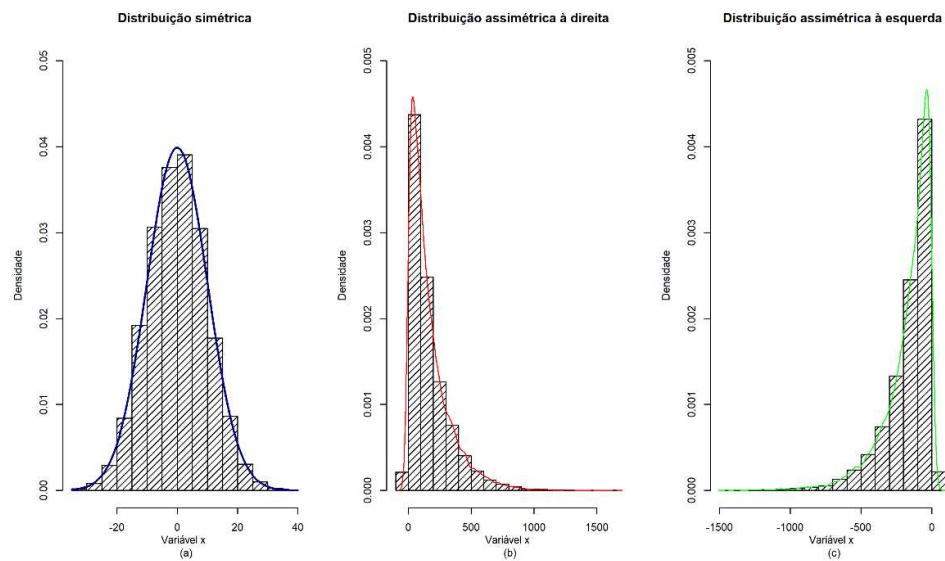 Distribuição simétrica
0.00 0.01 0.02 0.03 0.04 0.05
Densidade
-20 0 20 40
Variável x
(a)
Distribuição assimétrica à direita
0.000 0.001 0.002 0.003 0.004 0.005
Densidade
0 500 1000 1500
Variável x
(b)
Distribuição assimétrica à esquerda
0.000 0.001 0.002 0.003 0.004 0.005
Densidade
-1500 -1000 -500 0
Variável x
(c)